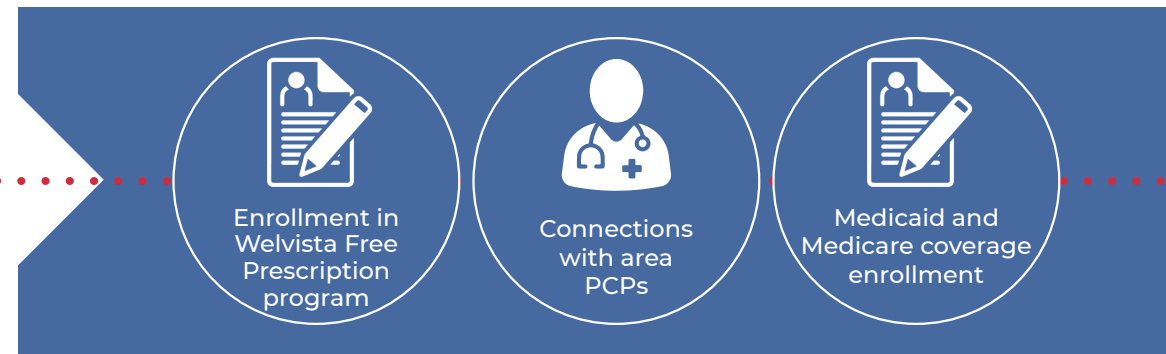 Enrollment in
Welvista Free
Prescription
program
Connections
with area
PCPs
Medicaid and
Medicare coverage
enrollment